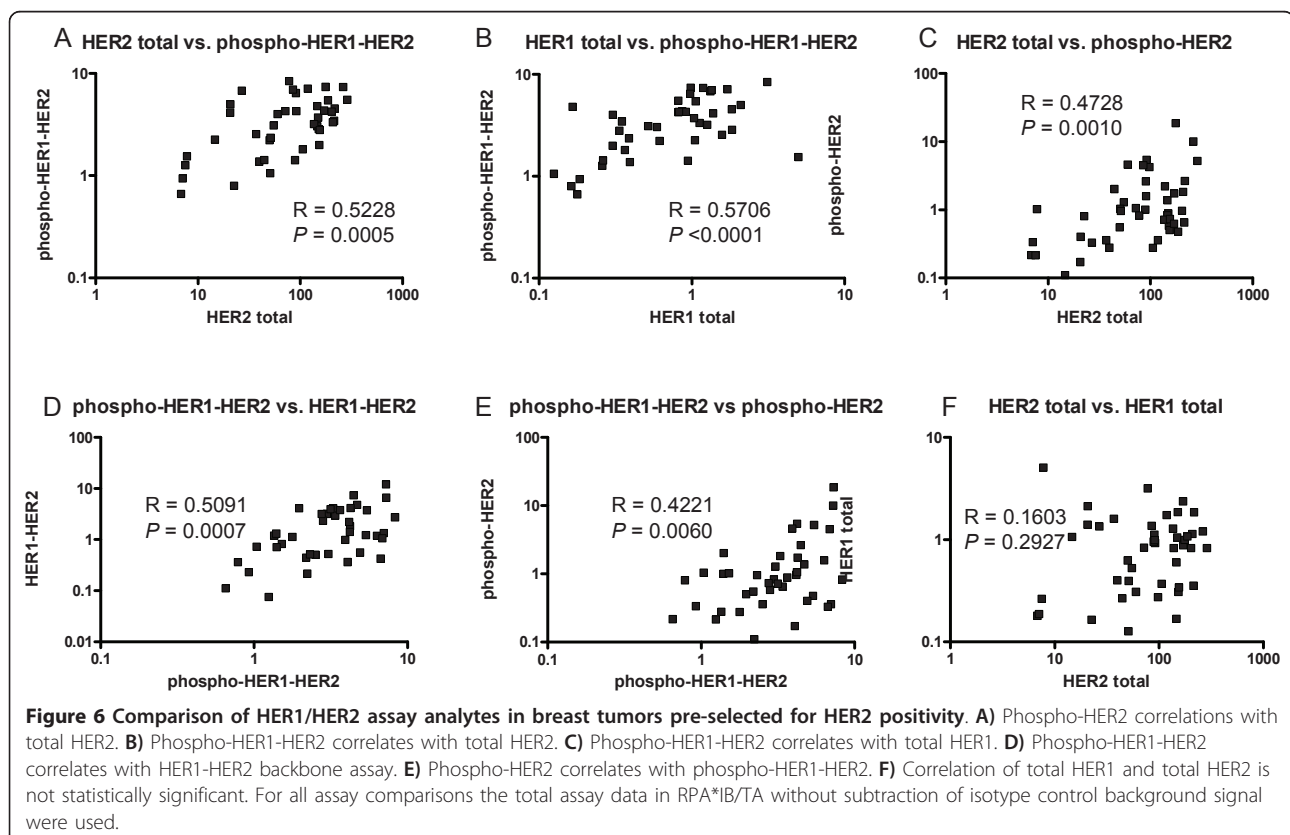 A HER2 total vs. phospho-HER1-HER2
phospho-HER1-HER2
10
1
0.1
R = 0.5228
P = 0.0005
1 10 100 1000
HER2 total
B HER1 total vs. phospho-HER1-HER2
phospho-HER1-HER2
10
1
0.1
R = 0.5706
P <0.0001
0.1 1 10
HER1 total
C HER2 total vs. phospho-HER2
phospho-HER2
100
10
1
0.1
R = 0.4728
P = 0.0010
1 10 100 1000
HER2 total
D phospho-HER1-HER2 vs. HER1-HER2
HER1-HER2
100
10
1
0.1
0.01
R = 0.5091
P = 0.0007
0.1 1 10
phospho-HER1-HER2
E phospho-HER1-HER2 vs phospho-HER2
phospho-HER2
100
10
1
0.1
R = 0.4221
P = 0.0060
0.1 1 10
phospho-HER1-HER2
F HER2 total vs. HER1 total
HER1 total
10
1
0.1
R = 0.1603
P = 0.2927
1 10 100 1000
HER2 total
Figure 6 Comparison of HER1/HER2 assay analytes in breast tumors pre-selected for HER2 positivity. A) Phospho-HER2 correlations with
total HER2. B) Phospho-HER1-HER2 correlates with total HER2. C) Phospho-HER1-HER2 correlates with total HER1. D) Phospho-HER1-HER2
correlates with HER1-HER2 backbone assay. E) Phospho-HER2 correlates with phospho-HER1-HER2. F) Correlation of total HER1 and total HER2 is
not statistically significant. For all assay comparisons the total assay data in RPA*IB/TA without subtraction of isotype control background signal
were used.